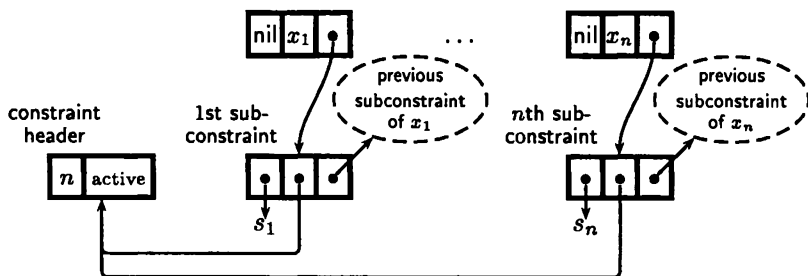 nil x₁
...
nil xₙ
previous
subconstraint
of x₁
previous
subconstraint
of xₙ
constraint
header
1st sub-
constraint
nth sub-
constraint
n active
s₁
sₙ